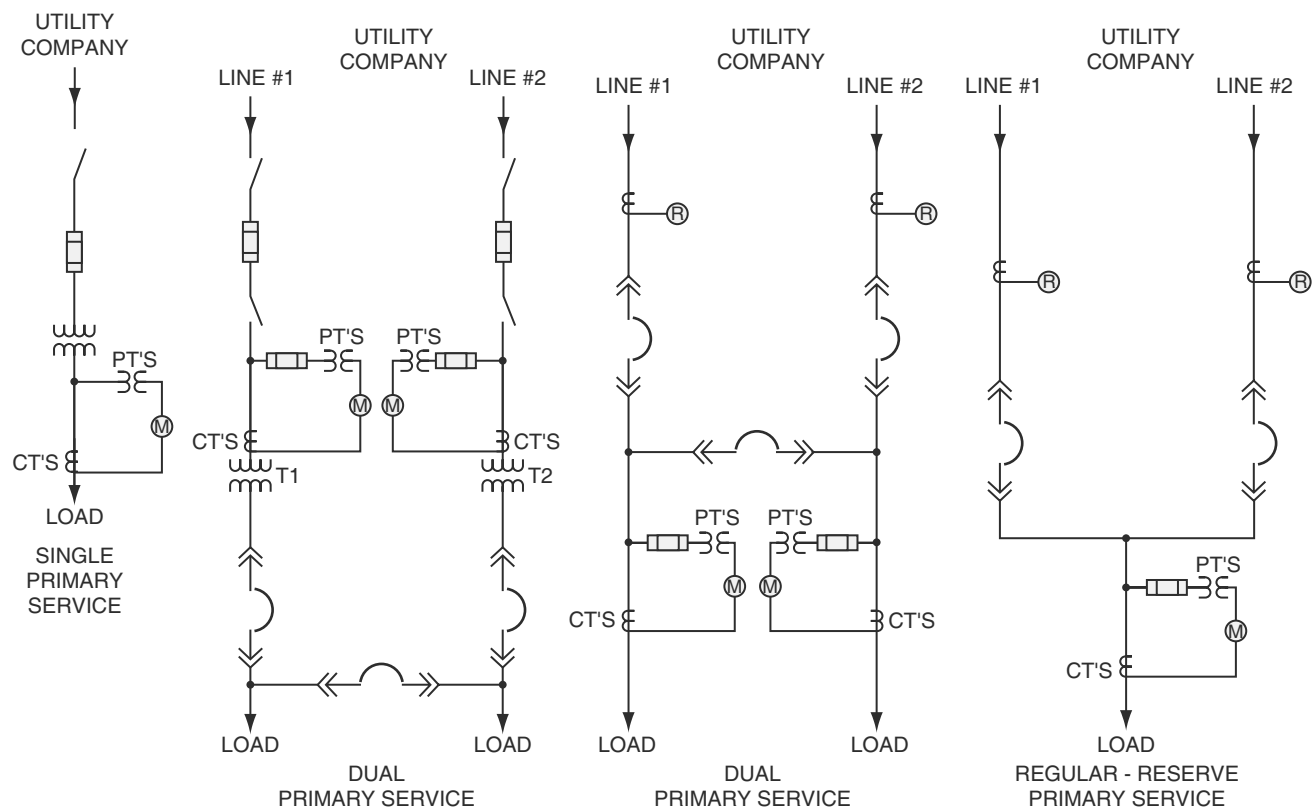 UTILITY
COMPANY
PT'S
M
CT'S
LOAD
SINGLE
PRIMARY
SERVICE
UTILITY
COMPANY
LINE #1
LINE #2
PT'S
PT'S
M
M
CT'S
CT'S
T1
T2
LOAD
LOAD
DUAL
PRIMARY SERVICE
UTILITY
COMPANY
LINE #1
LINE #2
R
R
PT'S
PT'S
M
M
CT'S
CT'S
LOAD
LOAD
DUAL
PRIMARY SERVICE
UTILITY
COMPANY
LINE #1
LINE #2
R
R
PT'S
M
CT'S
LOAD
REGULAR - RESERVE
PRIMARY SERVICE